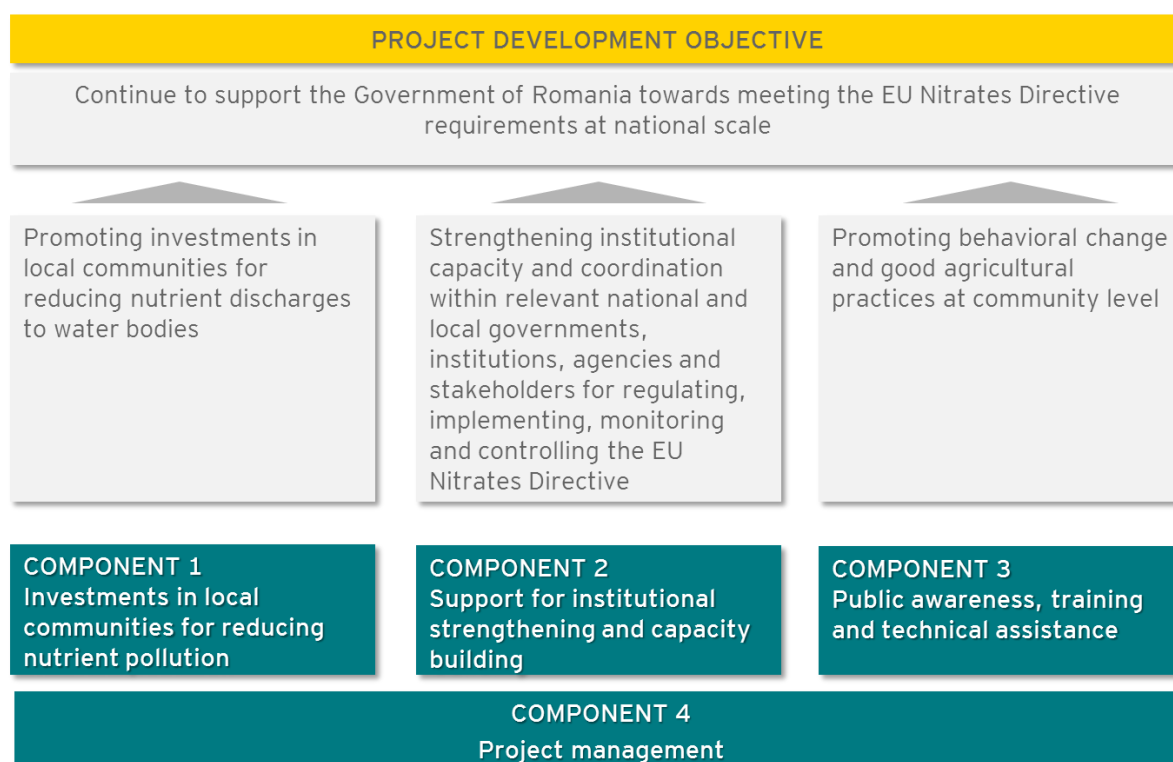 PROJECT DEVELOPMENT OBJECTIVE
Continue to support the Government of Romania towards meeting the EU Nitrates Directive
requirements at national scale
Promoting investments in
local communities for
reducing nutrient discharges
to water bodies
Strengthening institutional
capacity and coordination
within relevant national and
local governments,
institutions, agencies and
stakeholders for regulating,
implementing, monitoring
and controlling the EU
Nitrates Directive
Promoting behavioral change
and good agricultural
practices at community level
COMPONENT 1
Investments in local
communities for reducing
nutrient pollution
COMPONENT 2
Support for institutional
strengthening and capacity
building
COMPONENT 3
Public awareness, training
and technical assistance
COMPONENT 4
Project management